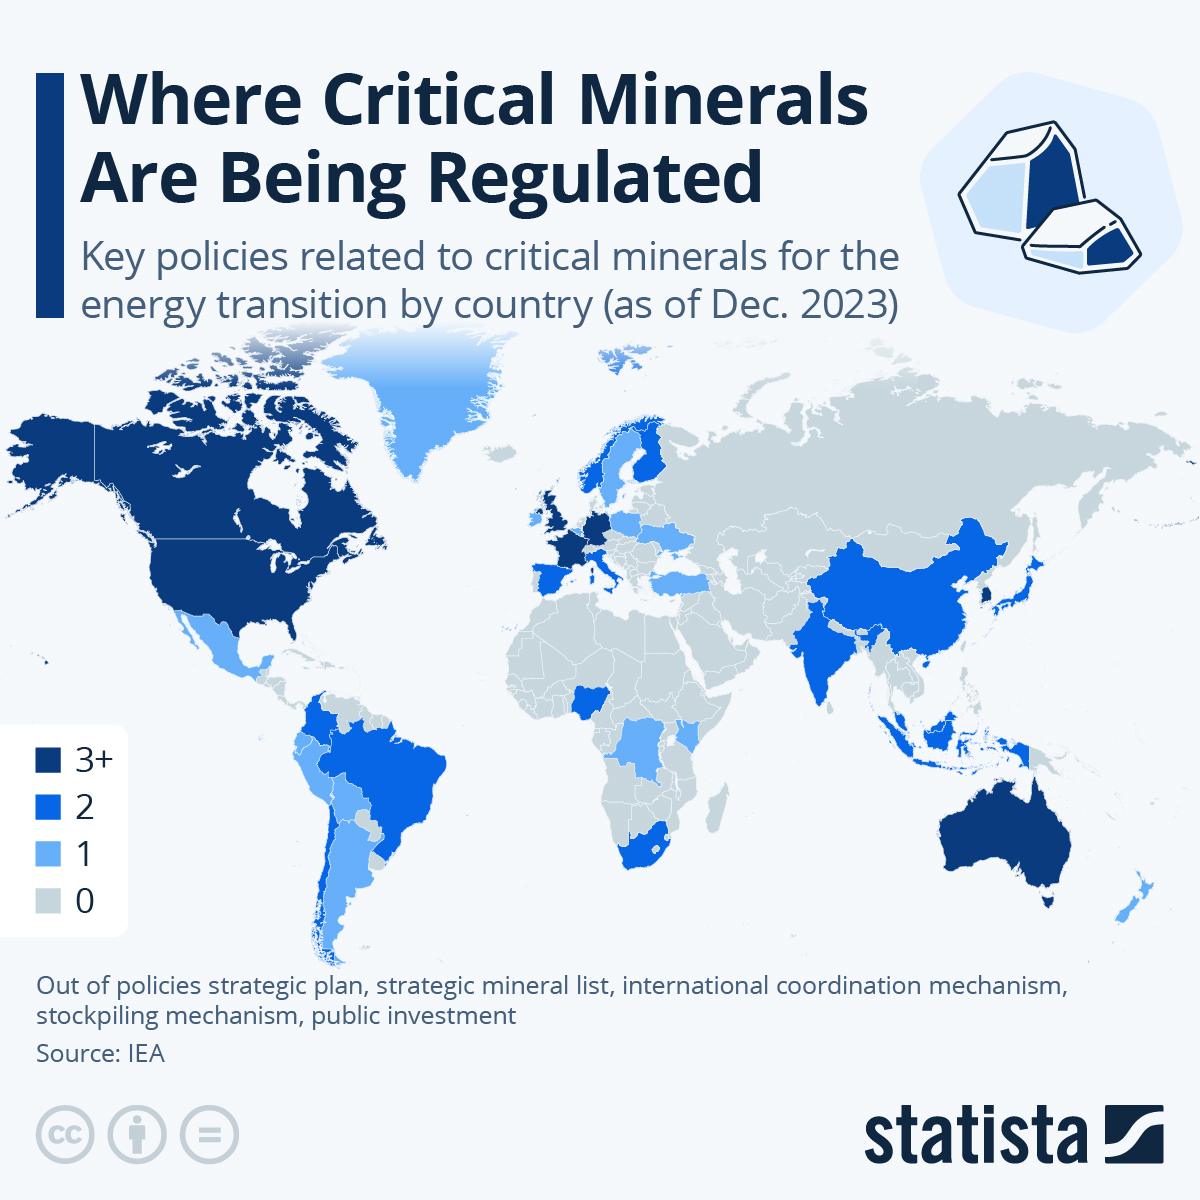 Where Critical Minerals
Are Being Regulated
Key policies related to critical minerals for the
energy transition by country (as of Dec. 2023)
3+
2
1
0
Out of policies strategic plan, strategic mineral list, international coordination mechanism,
stockpiling mechanism, public investment
Source: IEA
cc
statista